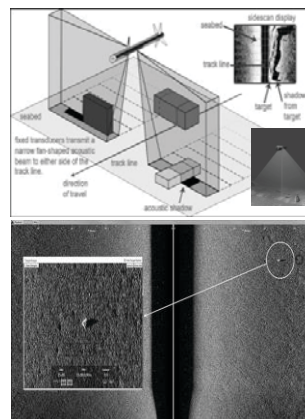 sidescan display
seabed
track line
target
shadow
from
target
seabed
fixed transducers transmit a
narrow fan-shaped acoustic
beam to either side of the
track line.
track line
direction
of travel
acoustic shadow